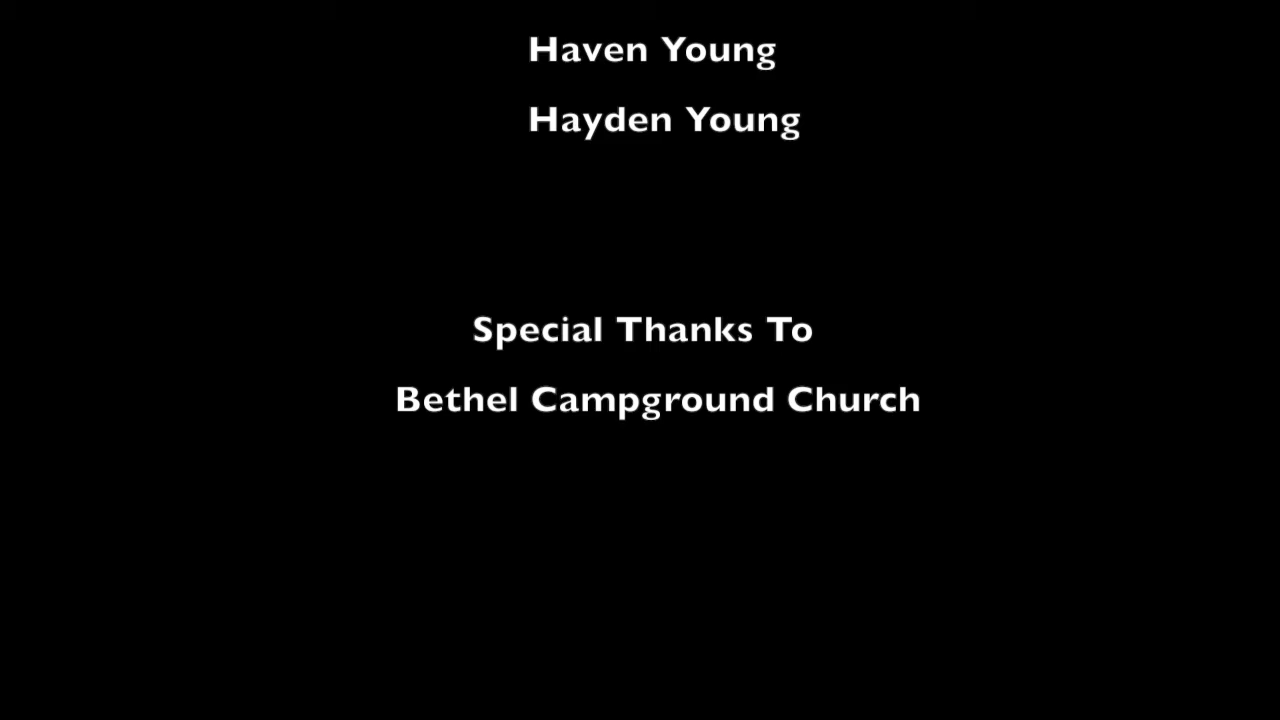 Haven Young
Hayden Young
Special Thanks To
Bethel Campground Church